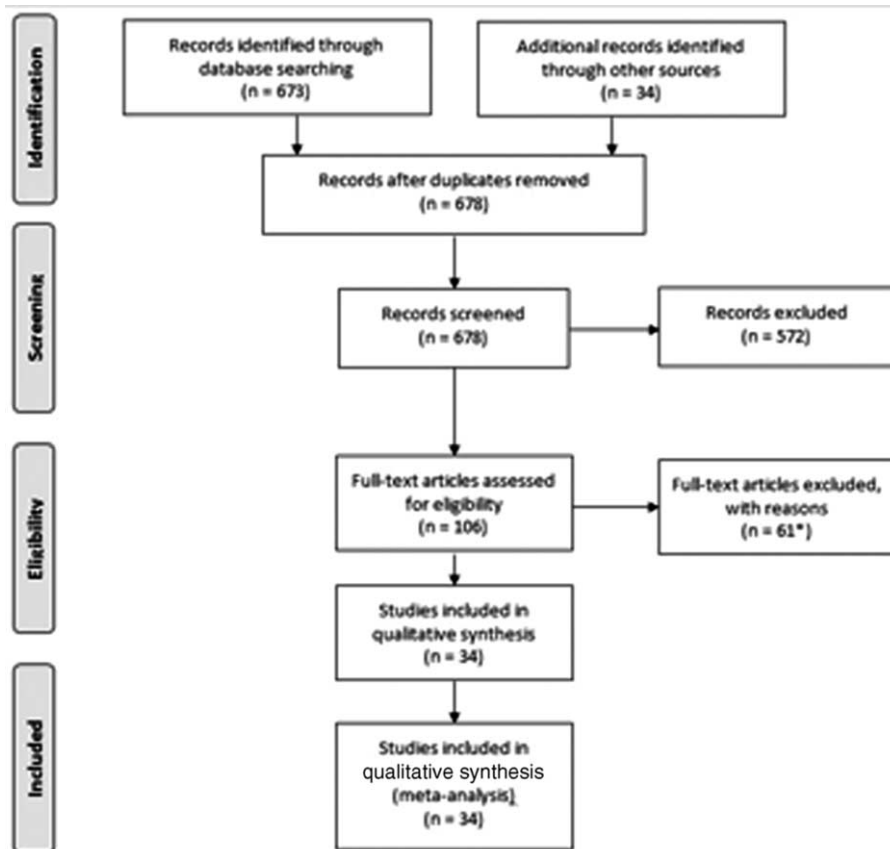 Identification
Records identified through
database searching
(n = 673)
Additional records identified
through other sources
(n = 34)
Records after duplicates removed
(n = 678)
Screening
Records screened
(n = 678)
Records excluded
(n = 572)
Eligibility
Full-text articles assessed
for eligibility
(n = 106)
Full-text articles excluded,
with reasons
(n = 61*)
Studies included in
qualitative synthesis
(n = 34)
Included
Studies included in
qualitative synthesis
(meta-analysis)
(n = 34)